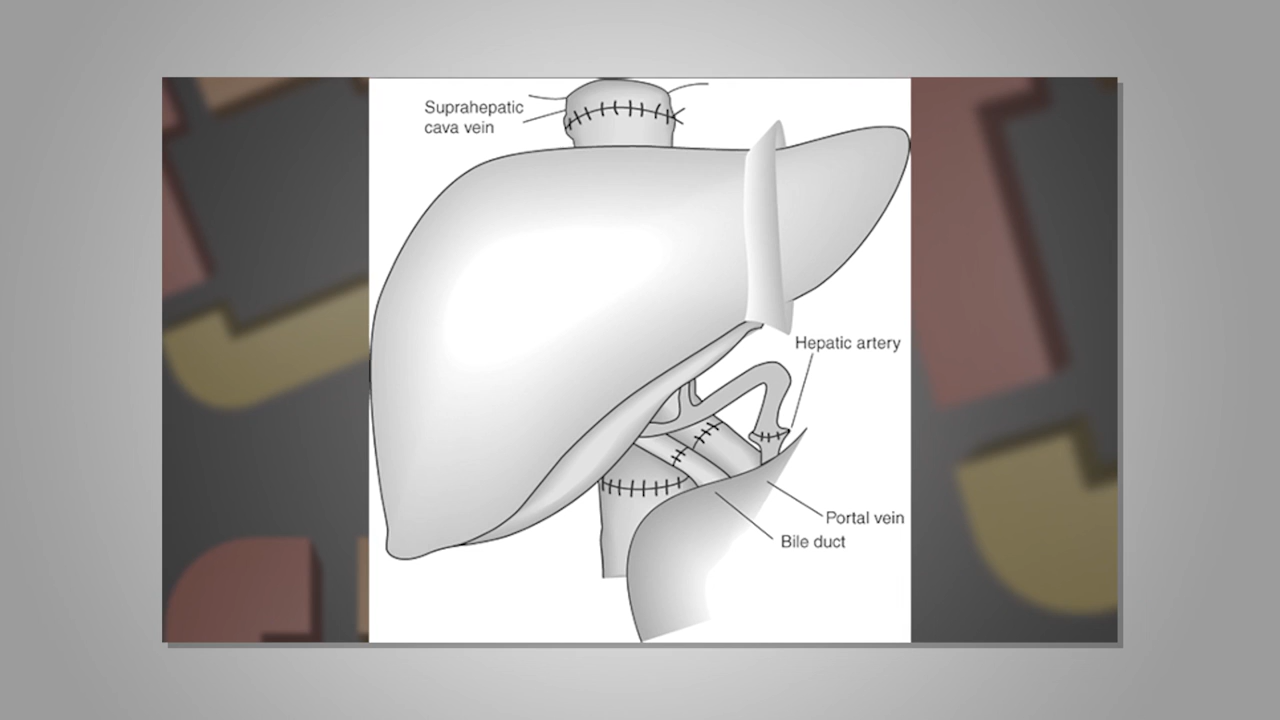 Suprahepatic
cava vein
Hepatic artery
Portal vein
Bile duct